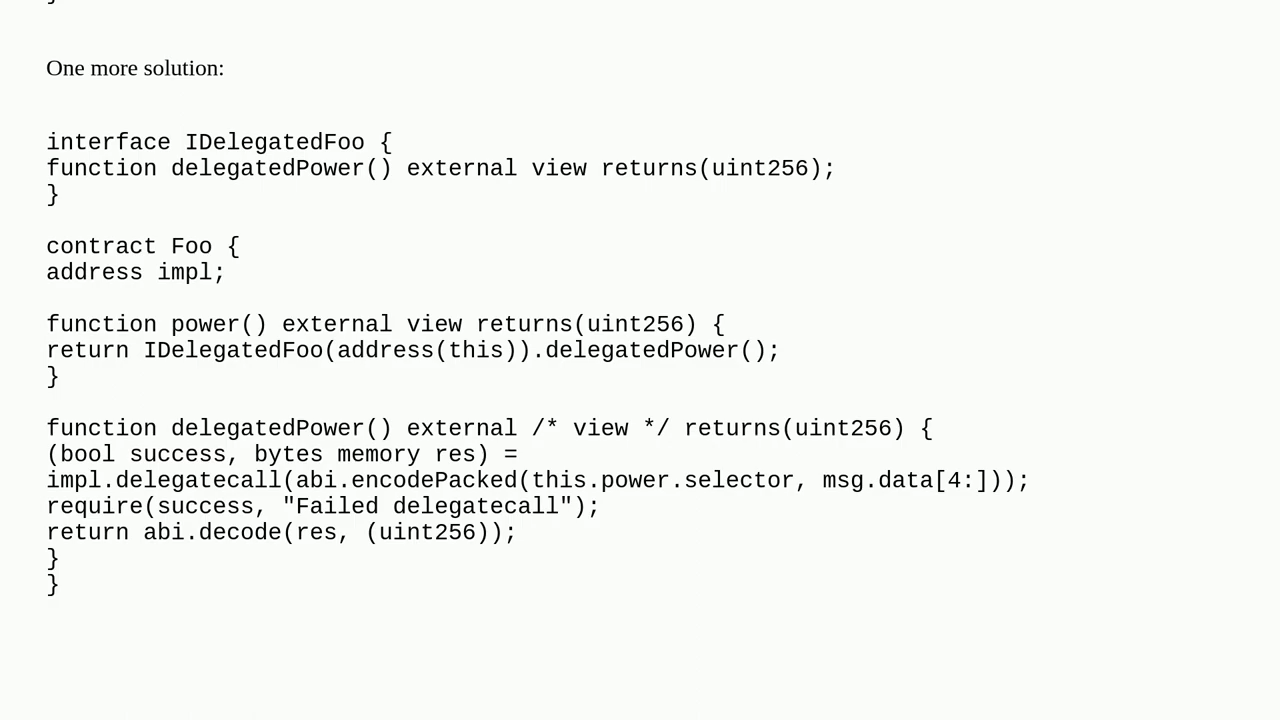 }
One more solution:
interface IDelegatedFoo {
function delegatedPower() external view returns(uint256);
}
contract Foo {
address impl;
function power() external view returns(uint256) {
return IDelegatedFoo(address(this)).delegatedPower();
}
function delegatedPower() external /* view */ returns(uint256) {
(bool success, bytes memory res) =
impl.delegatecall(abi.encodePacked(this.power.selector, msg.data[4:]));
require(success, "Failed delegatecall");
return abi.decode(res, (uint256));
}
}